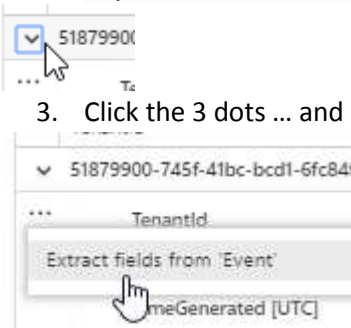 51879900
...
3. Click the 3 dots ... and
51879900-745f-41bc-bcd1-6fc84
...
TenantId
Extract fields from 'Event'
meGenerated [UTC]